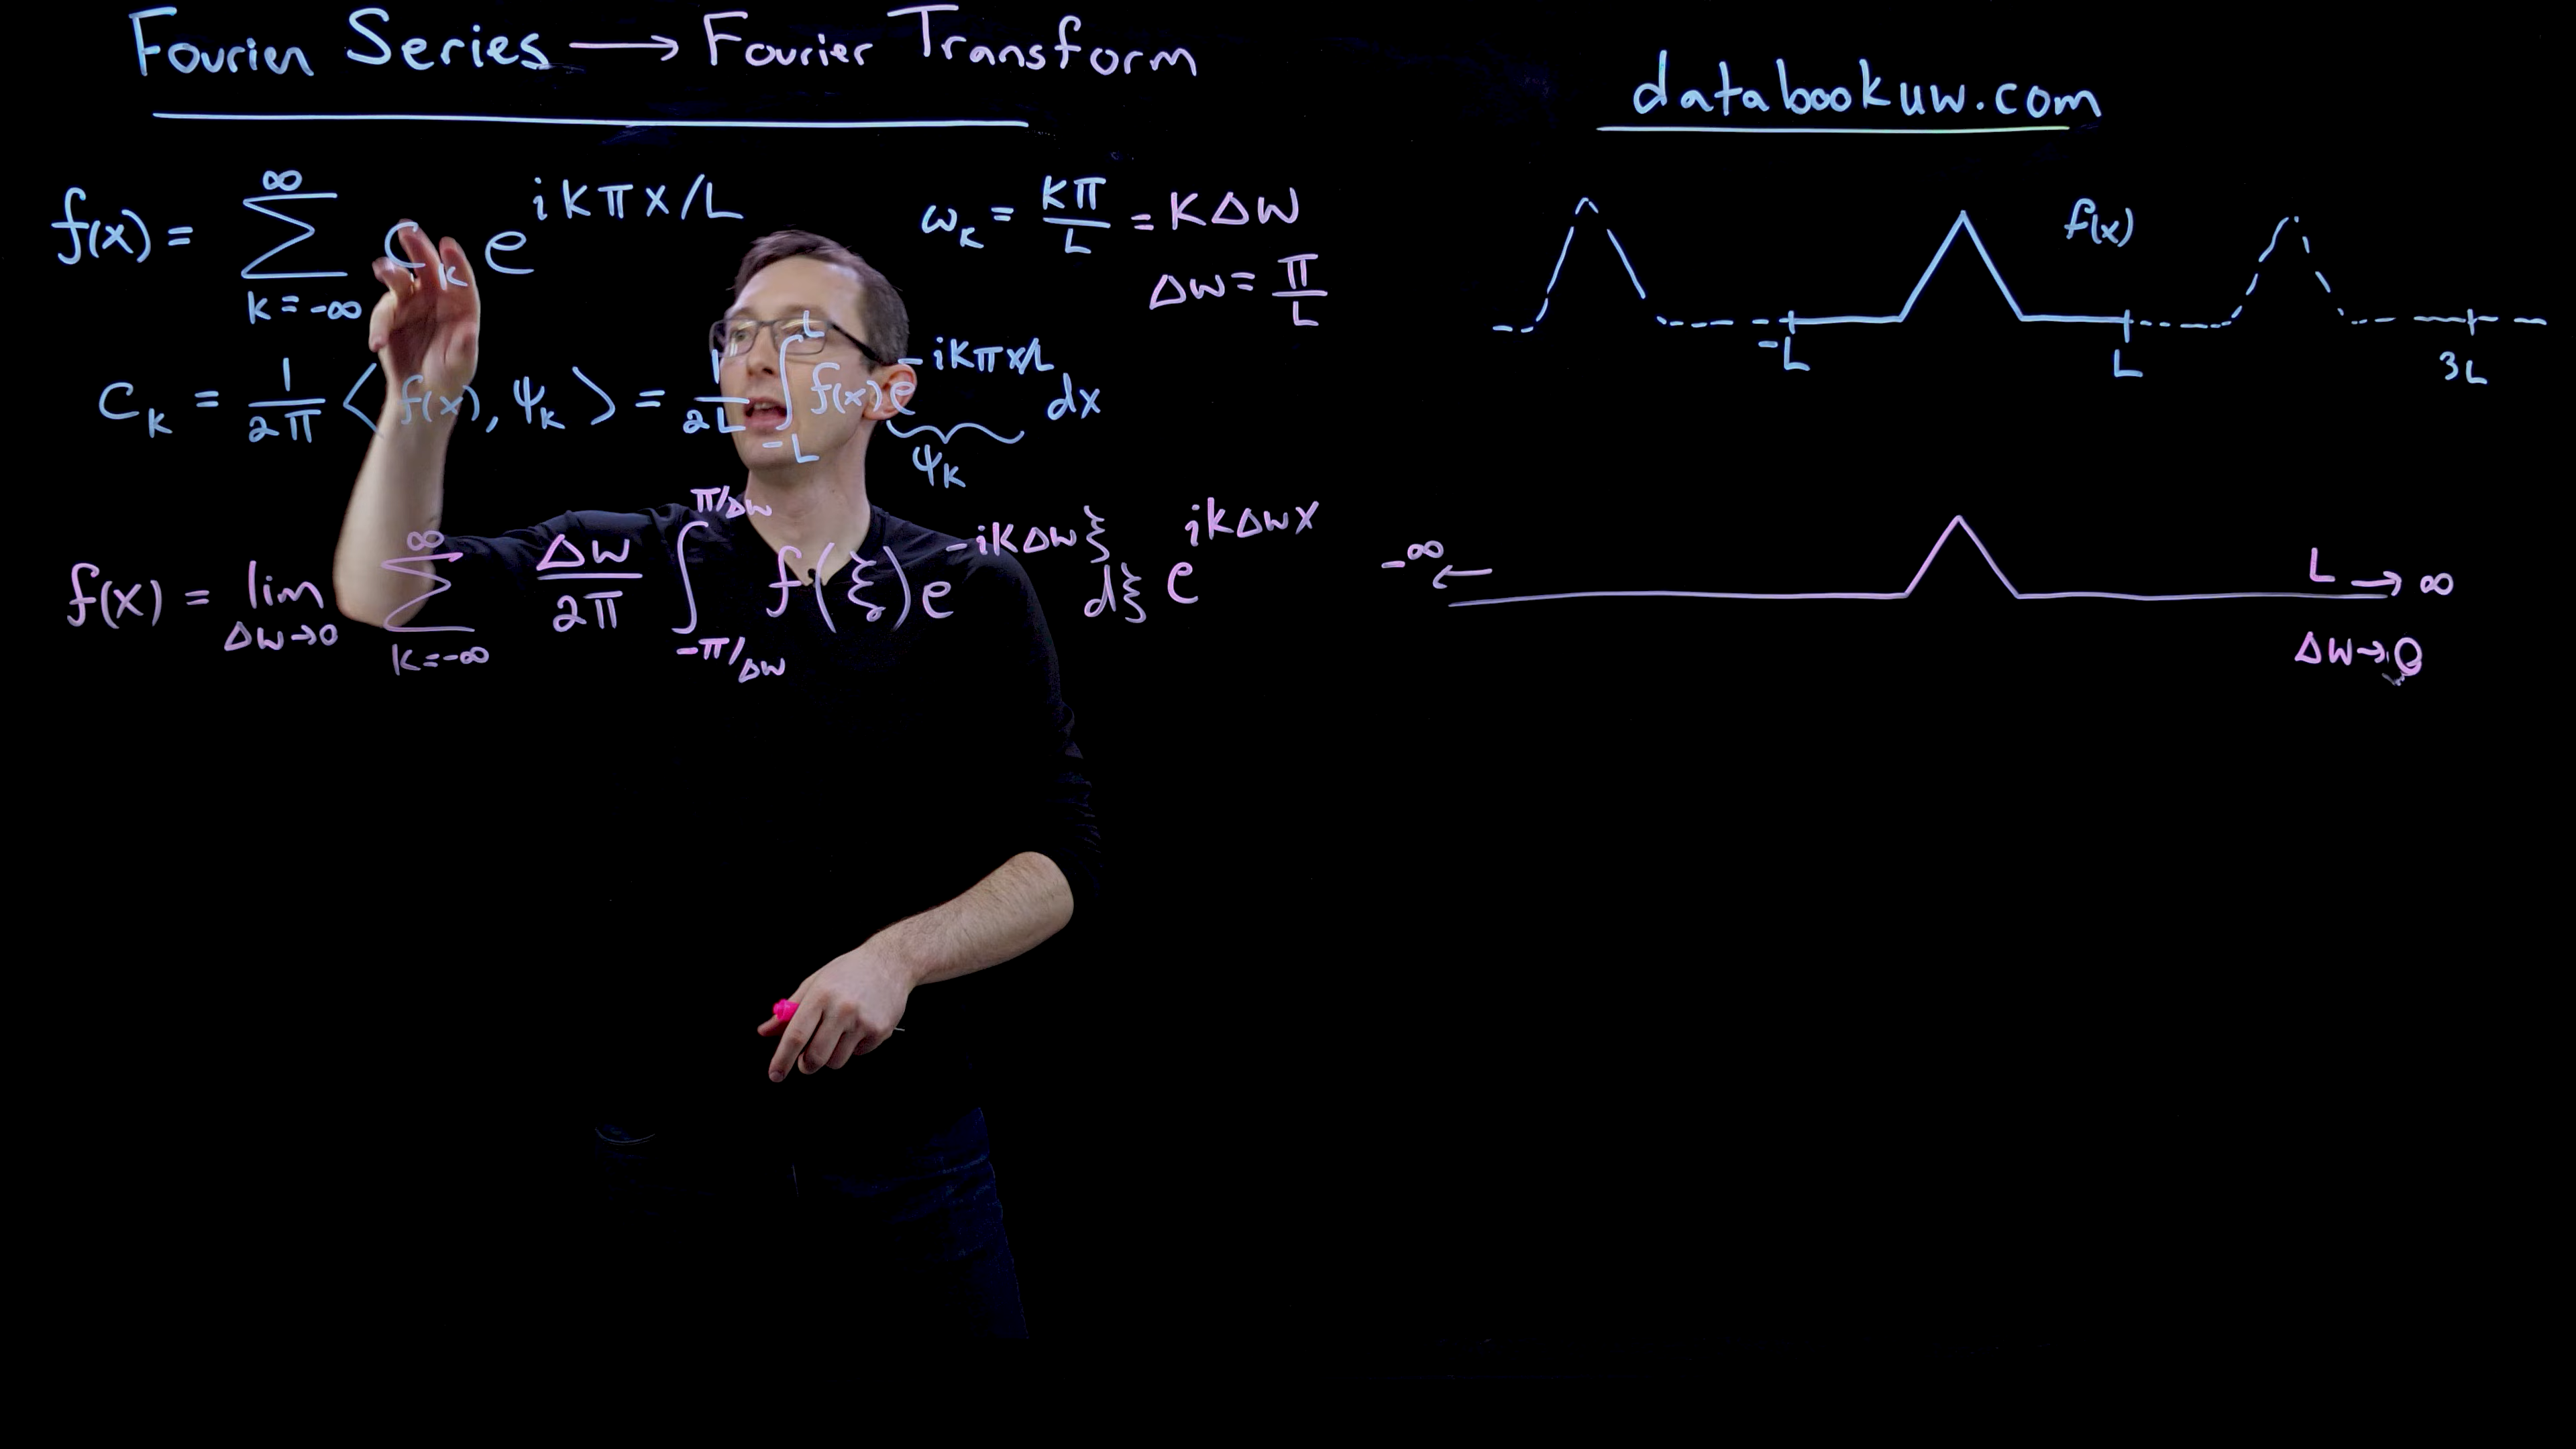 Fourier Series → Fourier Transform
databookuw.com
f(x) = ∞ Σ k=-∞ C_k e^{ikπx/L}
ω_k = kπ/L = kΔω
Δω = π/L
f(x)
-L L 3L
C_k = 1/2π ⟨f(x), ψ_k⟩ = 1/2L ∫_{-L}^{L} f(x) e^{-ikπx/L} dx
ψ_k
f(x) = lim Δω→0 ∞ Σ k=-∞ Δω/2π ∫_{-π/Δω}^{π/Δω} f(ξ) e^{-ikΔωξ} dξ e^{ikΔωx}
-∞ ← L → ∞
Δω→0